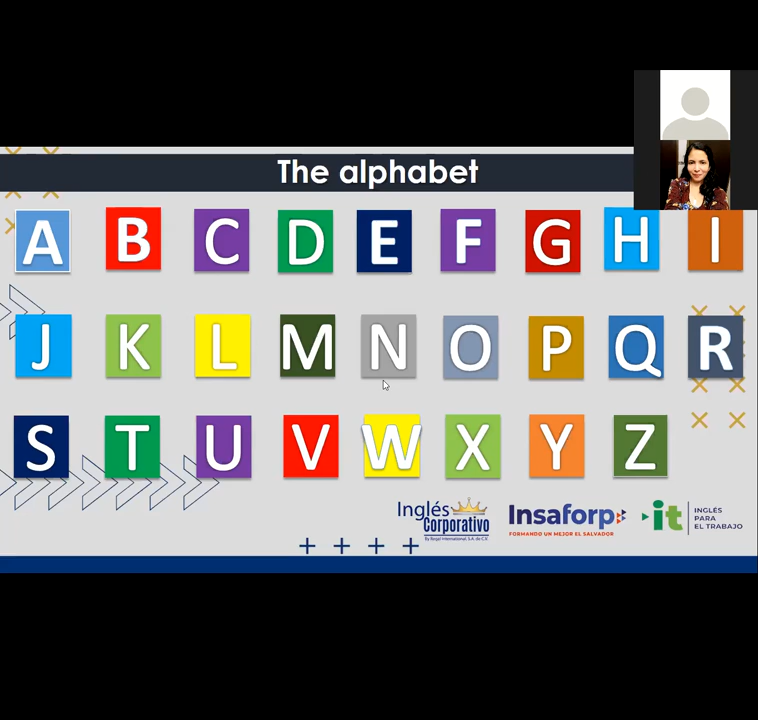 The alphabet
A B C D E F G H I
J K L M N O P Q R
S T U V W X Y Z
Inglés
Corporativo
Insaforp
FORMANDO UN MEJOR EL SALVADOR
it
INGLÉS
PARA
EL TRABAJO